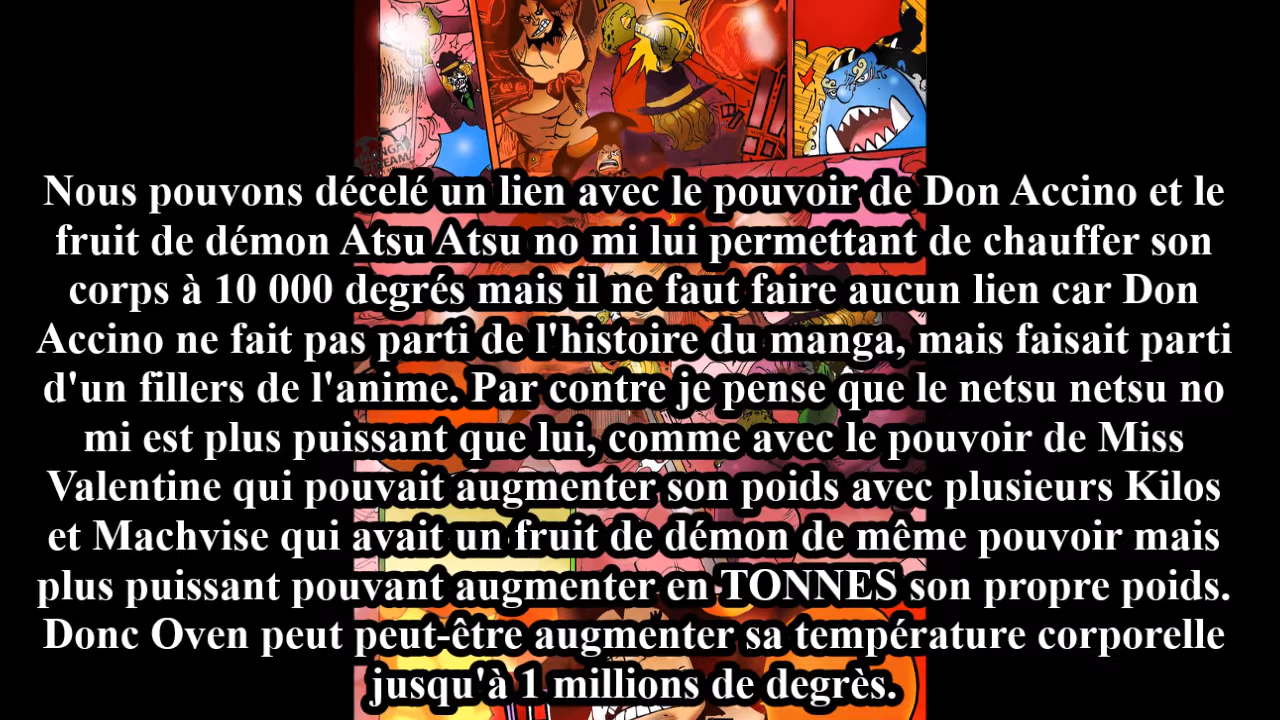 Nous pouvons décelé un lien avec le pouvoir de Don Accino et le
fruit de démon Atsu Atsu no mi lui permettant de chauffer son
corps à 10 000 degrés mais il ne faut faire aucun lien car Don
Accino ne fait pas parti de l'histoire du manga, mais faisait parti
d'un fillers de l'anime. Par contre je pense que le netsu netsu no
mi est plus puissant que lui, comme avec le pouvoir de Miss
Valentine qui pouvait augmenter son poids avec plusieurs Kilos
et Machvise qui avait un fruit de démon de même pouvoir mais
plus puissant pouvant augmenter en TONNES son propre poids.
Donc Oven peut peut-être augmenter sa température corporelle
jusqu'à 1 millions de degrès.